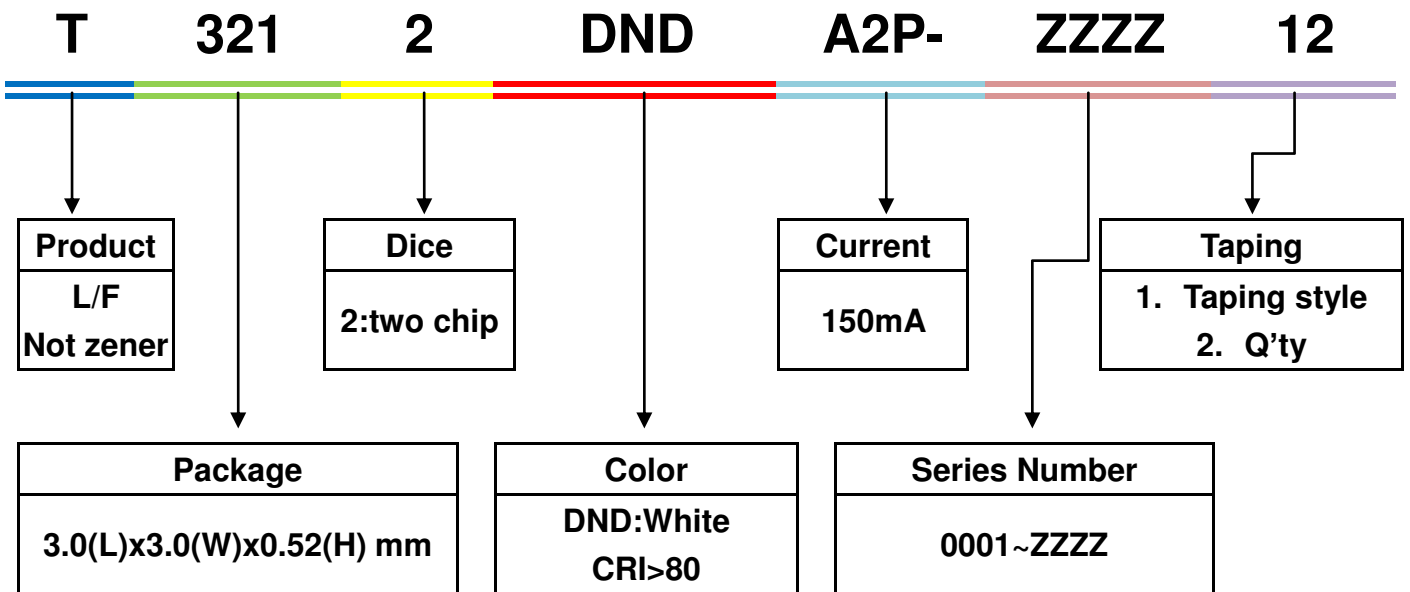 T 321 2 DND A2P- ZZZZ 12
Product
L/F
Not zener
Dice
2:two chip
Current
150mA
Taping
1. Taping style
2. Q’ty
Package
3.0(L)x3.0(W)x0.52(H) mm
Color
DND:White
CRI>80
Series Number
0001~ZZZZ